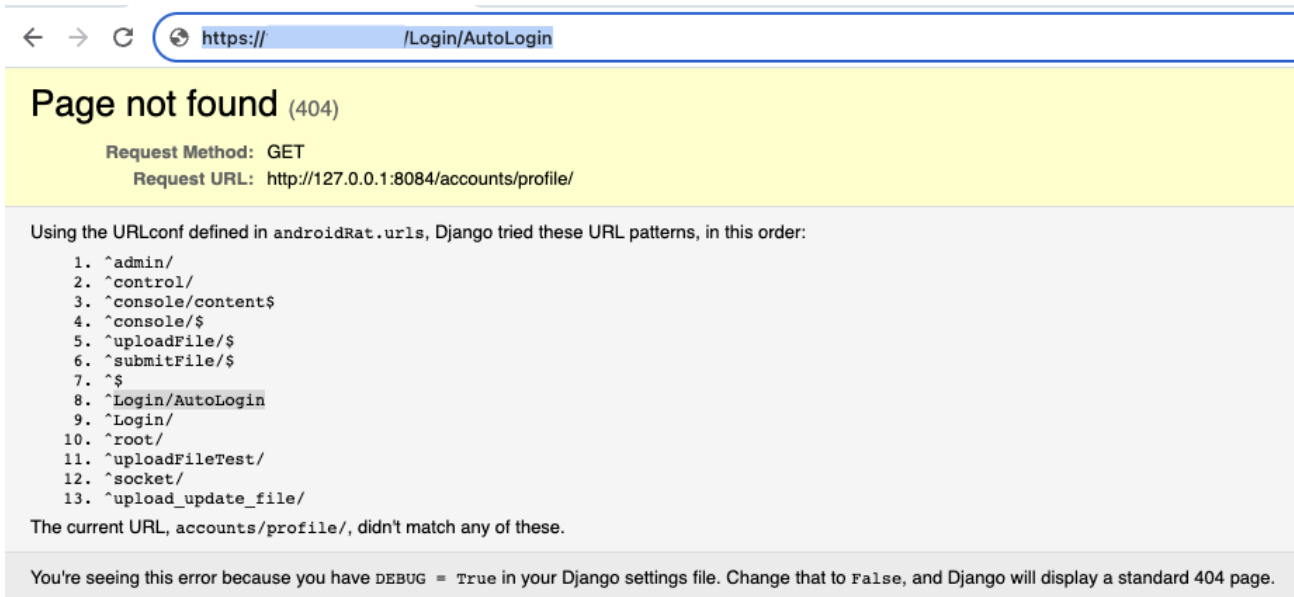 https:// /Login/AutoLogin
Page not found (404)
Request Method: GET
Request URL: http://127.0.0.1:8084/accounts/profile/
Using the URLconf defined in androidRat.urls, Django tried these URL patterns, in this order:
1. ^admin/
2. ^control/
3. ^console/content$
4. ^console/$
5. ^uploadFile/$
6. ^submitFile/$
7. ^$
8. ^Login/AutoLogin
9. ^Login/
10. ^root/
11. ^uploadFileTest/
12. ^socket/
13. ^upload_update_file/
The current URL, accounts/profile/, didn't match any of these.
You're seeing this error because you have DEBUG = True in your Django settings file. Change that to False, and Django will display a standard 404 page.